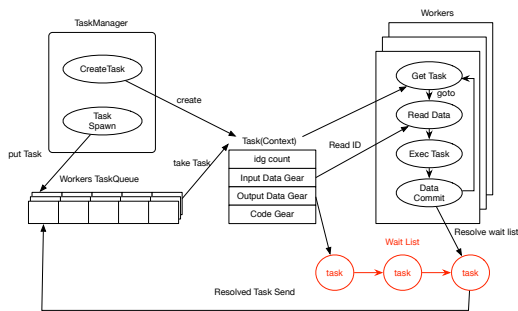 TaskManager
Workers
CreateTask
Get Task
goto
create
Task
Spawn
Read Data
put Task
Task(Context)
Read ID
take Task
Exec Task
idg count
Workers TaskQueue
Input Data Gear
Output Data Gear
Data
Commit
Code Gear
Resolve wait list
Wait List
task
task
task
Resolved Task Send